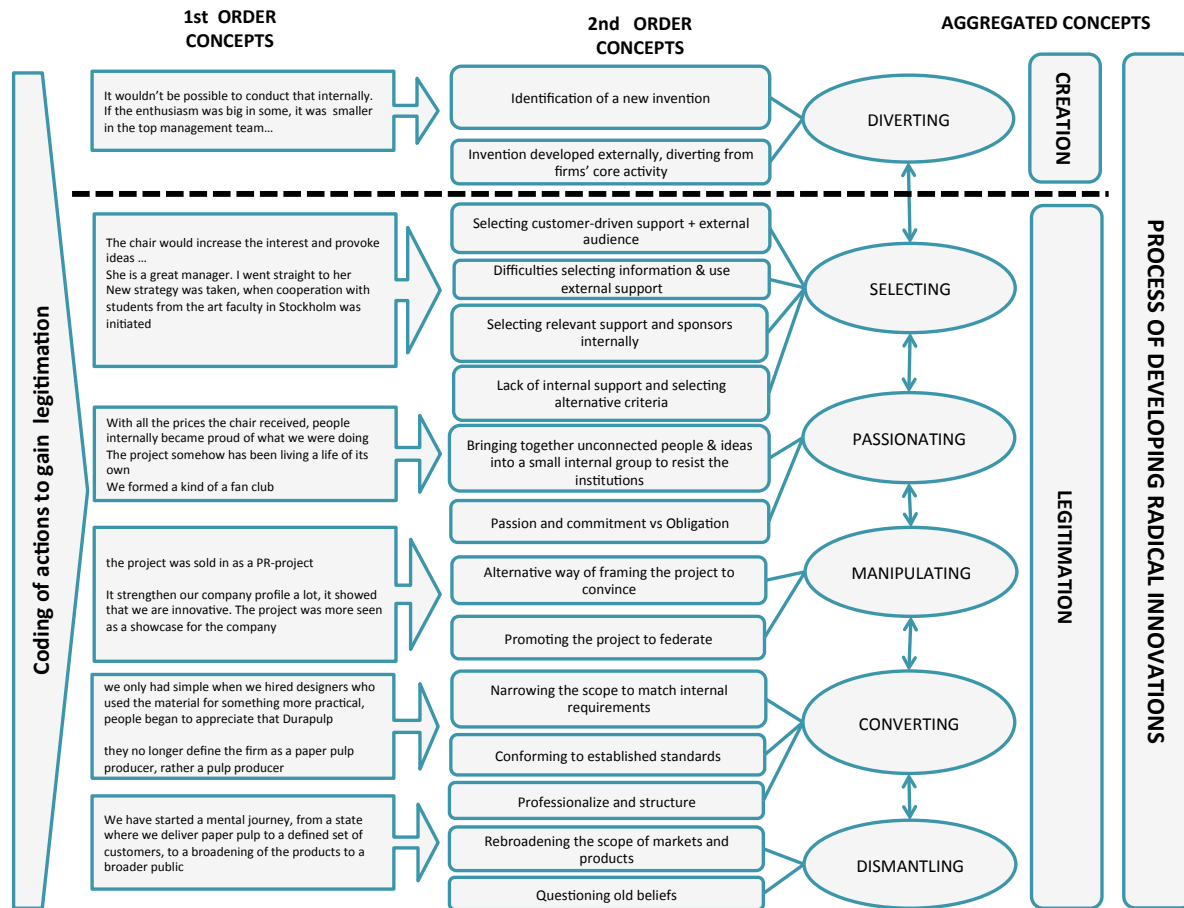 1st ORDER
CONCEPTS
2nd ORDER
CONCEPTS
AGGREGATED CONCEPTS
Coding of actions to gain legitimation
It wouldn't be possible to conduct that internally.
If the enthusiasm was big in some, it was smaller
in the top management team…
Identification of a new invention
Invention developed externally, diverting from
firms' core activity
DIVERTING
CREATION
The chair would increase the interest and provoke
ideas …
She is a great manager. I went straight to her
New strategy was taken, when cooperation with
students from the art faculty in Stockholm was
initiated
Selecting customer-driven support + external
audience
Difficulties selecting information & use
external support
Selecting relevant support and sponsors
internally
Lack of internal support and selecting
alternative criteria
SELECTING
With all the prices the chair received, people
internally became proud of what we were doing
The project somehow has been living a life of its
own
We formed a kind of a fan club
Bringing together unconnected people & ideas
into a small internal group to resist the
institutions
Passion and commitment vs Obligation
PASSIONATING
the project was sold in as a PR-project
It strengthen our company profile a lot, it showed
that we are innovative. The project was more seen
as a showcase for the company
Alternative way of framing the project to
convince
Promoting the project to federate
MANIPULATING
we only had simple when we hired designers who
used the material for something more practical,
people began to appreciate that Durapulp
they no longer define the firm as a paper pulp
producer, rather a pulp producer
Narrowing the scope to match internal
requirements
Conforming to established standards
Professionalize and structure
CONVERTING
We have started a mental journey, from a state
where we deliver paper pulp to a defined set of
customers, to a broadening of the products to a
broader public
Rebroadening the scope of markets and
products
Questioning old beliefs
DISMANTLING
LEGITIMATION
PROCESS OF DEVELOPING RADICAL INNOVATIONS